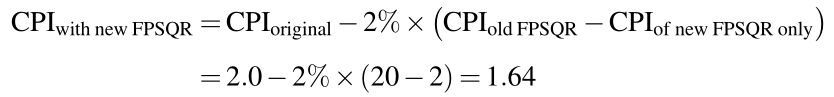 CPI_with new FPSQR = CPI_original − 2% × (CPI_old FPSQR − CPI_of new FPSQR only)
= 2.0 − 2% × (20 − 2) = 1.64